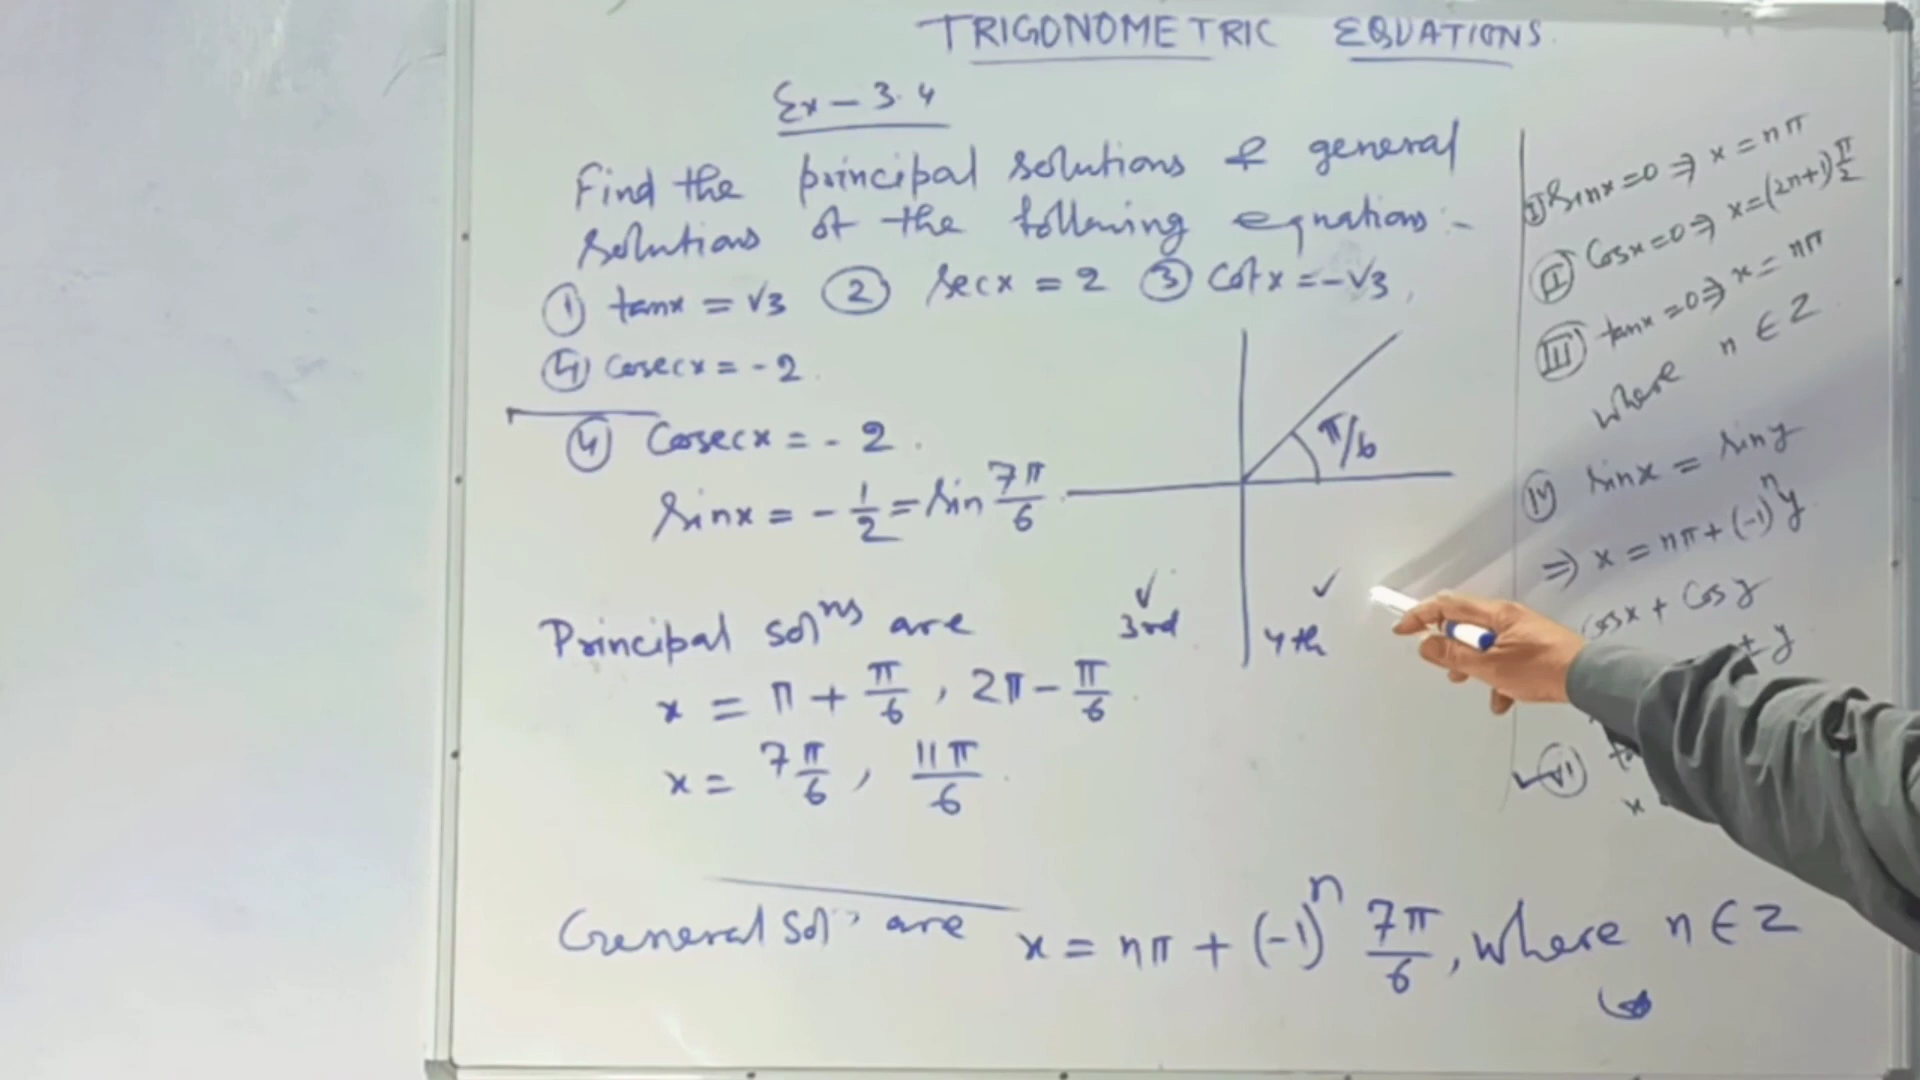 TRIGONOMETRIC EQUATIONS
Ex - 3.4
Find the principal solutions & general
solutions of the following equations :-
① tanx = √3 ② secx = 2 ③ cotx = -√3,
④ cosecx = -2
④ Cosecx = -2.
sinx = -1/2 = sin 7π/6
π/6
3rd ✓
4th ✓
Principal solⁿˢ are
x = π + π/6, 2π - π/6
x = 7π/6, 11π/6.
General Sol are x = nπ + (-1)ⁿ 7π/6, where n ∈ Z
Ⓘ sinx = 0 ⇒ x = nπ
Ⓘⓘ Cosx = 0 ⇒ x = (2n+1)π/2
Ⓘⓘⓘ tanx = 0 ⇒ x = nπ
where n ∈ Z
ⒾⓋ sinx = siny
⇒ x = nπ + (-1)ⁿy
cosx + Cosy
± y
✓ ⓋⒾ
x